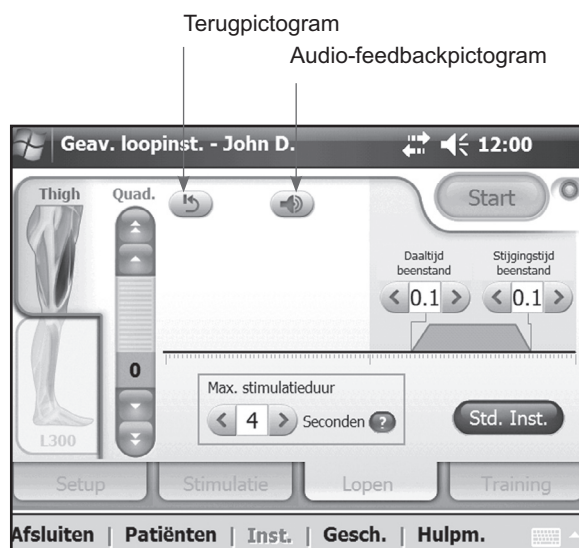 Terugpictogram
Audio-feedbackpictogram
Geav. loopinst. - John D.
12:00
Thigh
Quad.
Start
Daaltijd
beenstand
Stijgingstijd
beenstand
0.1
0.1
0
Max. stimulatieduur
4 Seconden ?
Std. Inst.
L300
Setup
Stimulatie
Lopen
Training
Afsluiten | Patiënten | Inst. | Gesch. | Hulpm.